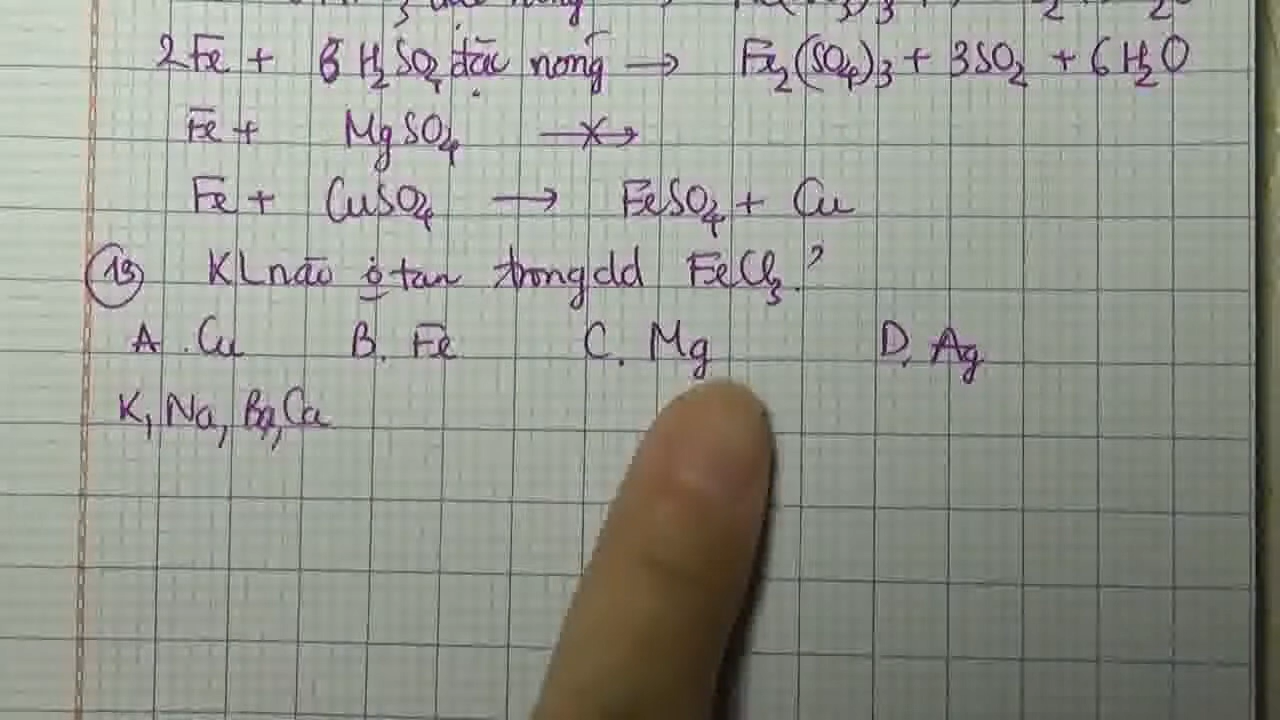 2Fe + 6H₂SO₄ đặc nóng → Fe₂(SO₄)₃ + 3SO₂ + 6H₂O
Fe + MgSO₄ -x->
Fe + CuSO₄ → FeSO₄ + Cu
13 KL nào ko tan trong dd FeCl₃?
A. Cu B. Fe C. Mg D. Ag
K, Na, Ba, Ca